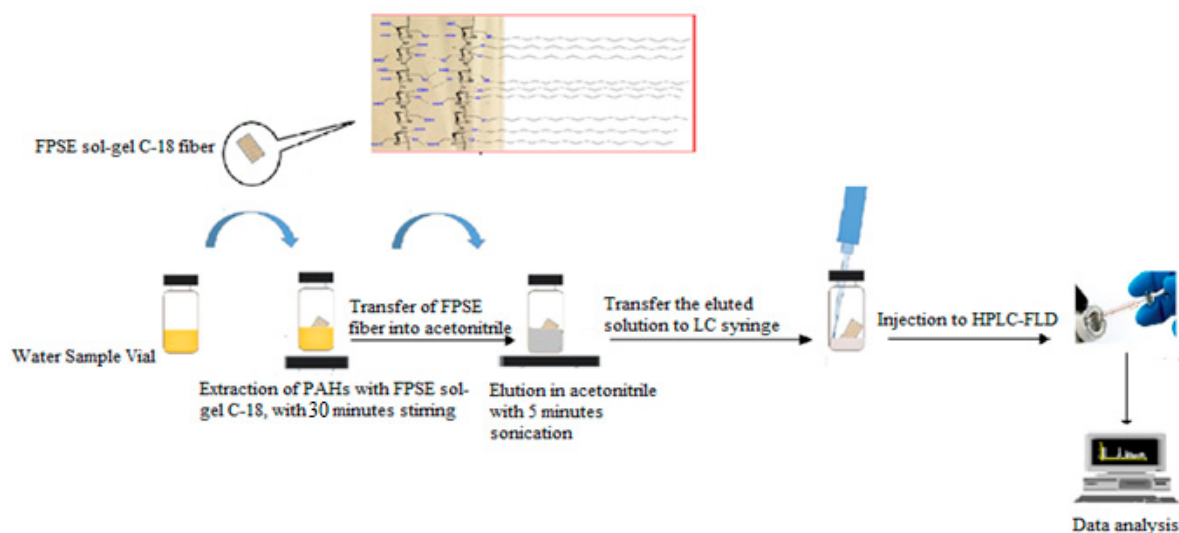 FPSE sol-gel C-18 fiber
Water Sample Vial
Extraction of PAHs with FPSE sol-
gel C-18, with 30 minutes stirring
Transfer of FPSE
fiber into acetonitrile
Elution in acetonitrile
with 5 minutes
sonication
Transfer the eluted
solution to LC syringe
Injection to HPLC-FLD
Data analysis